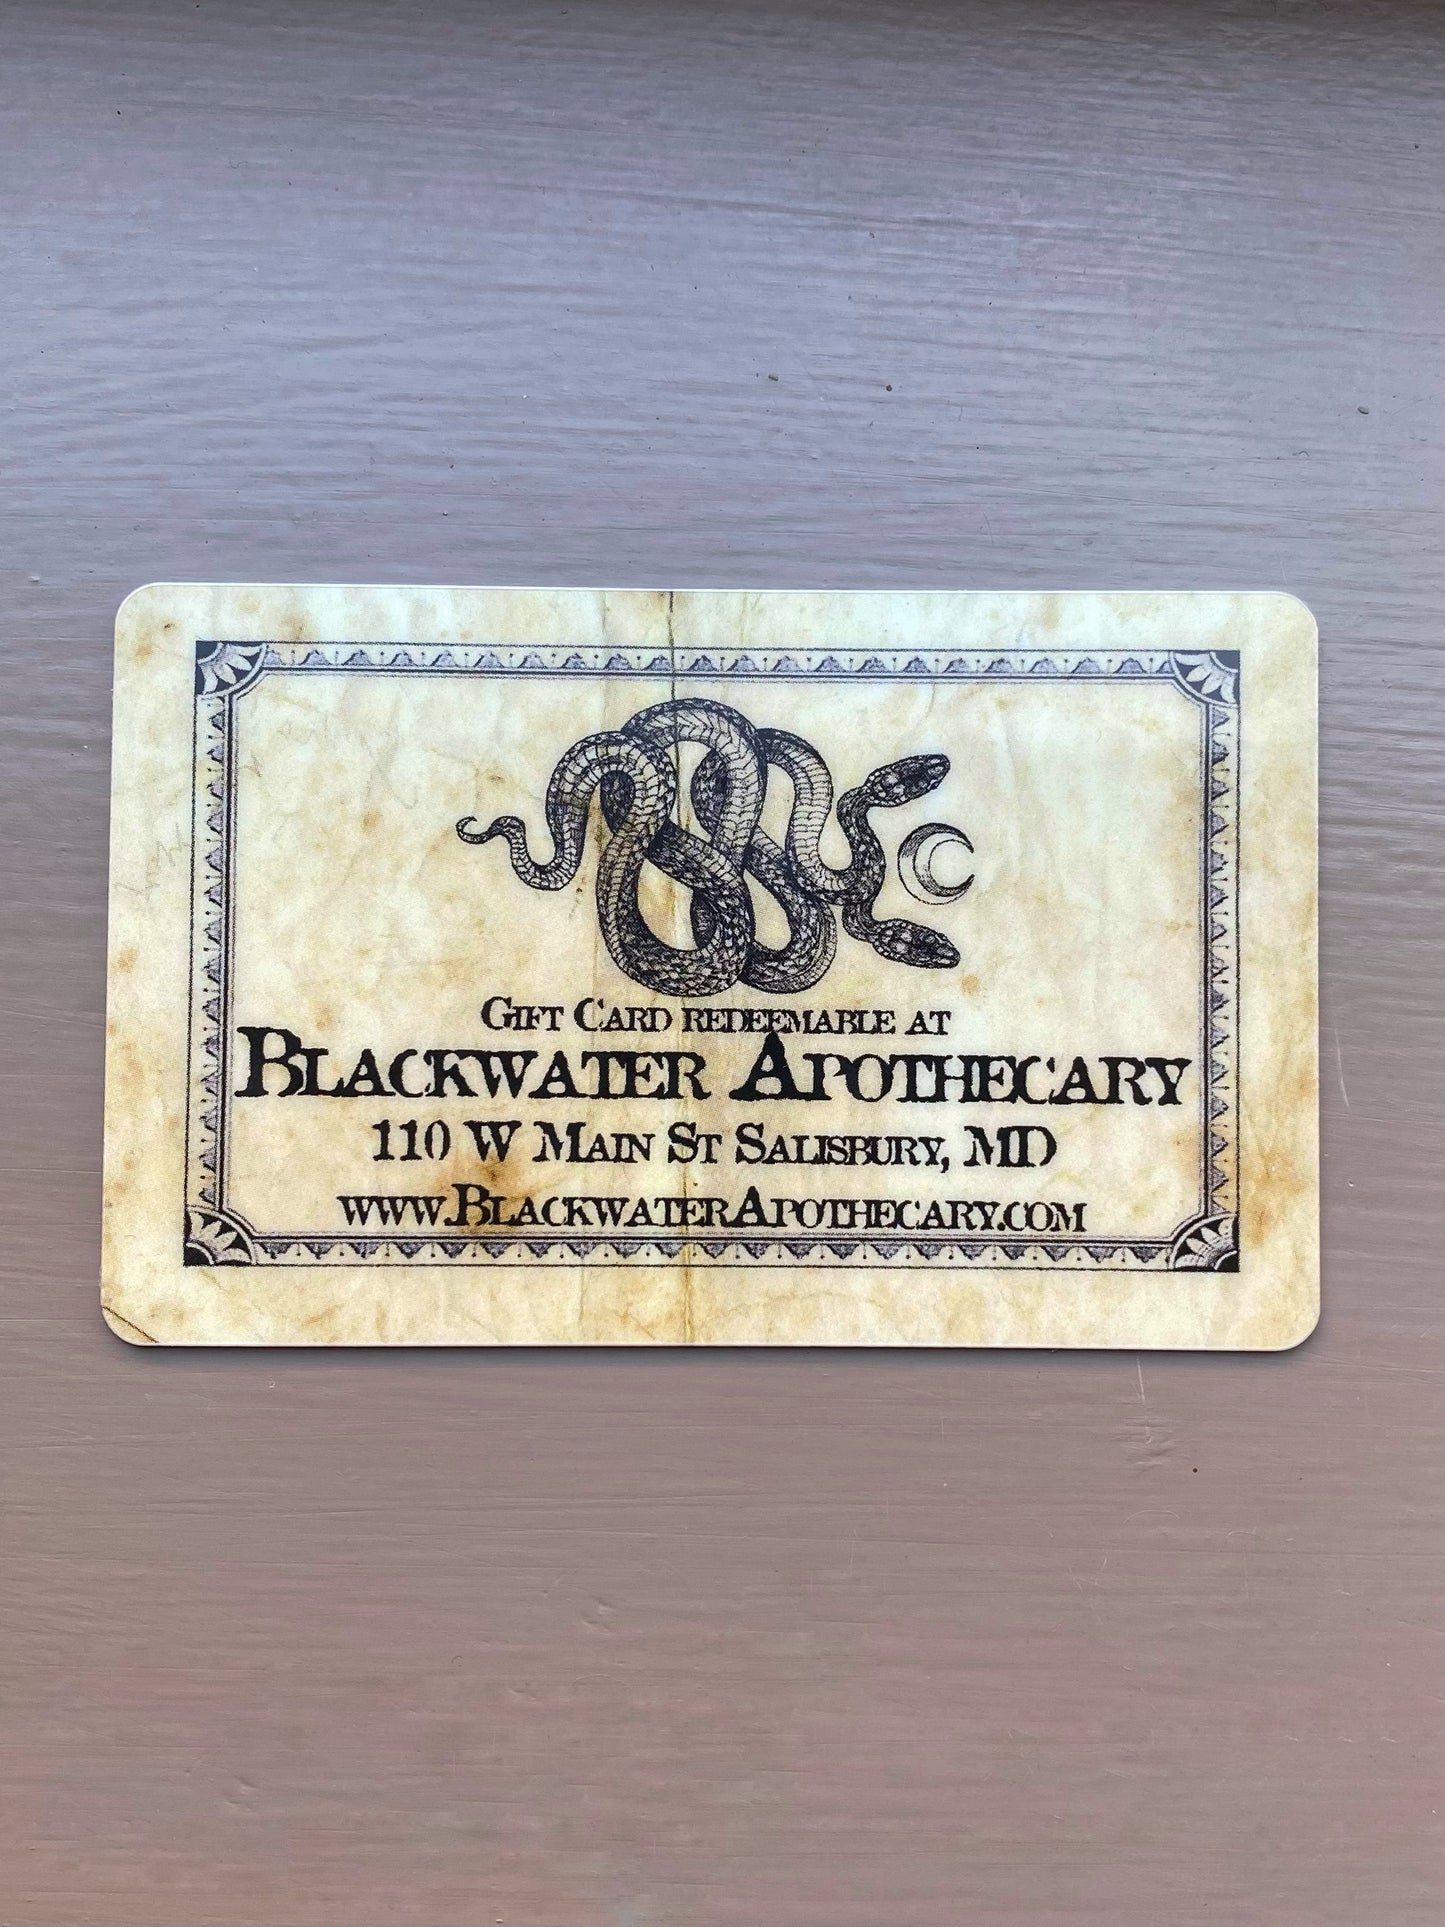 Gift Card redeemable at
Blackwater Apothecary
110 W Main St Salisbury, MD
www.BlackwaterApothecary.com